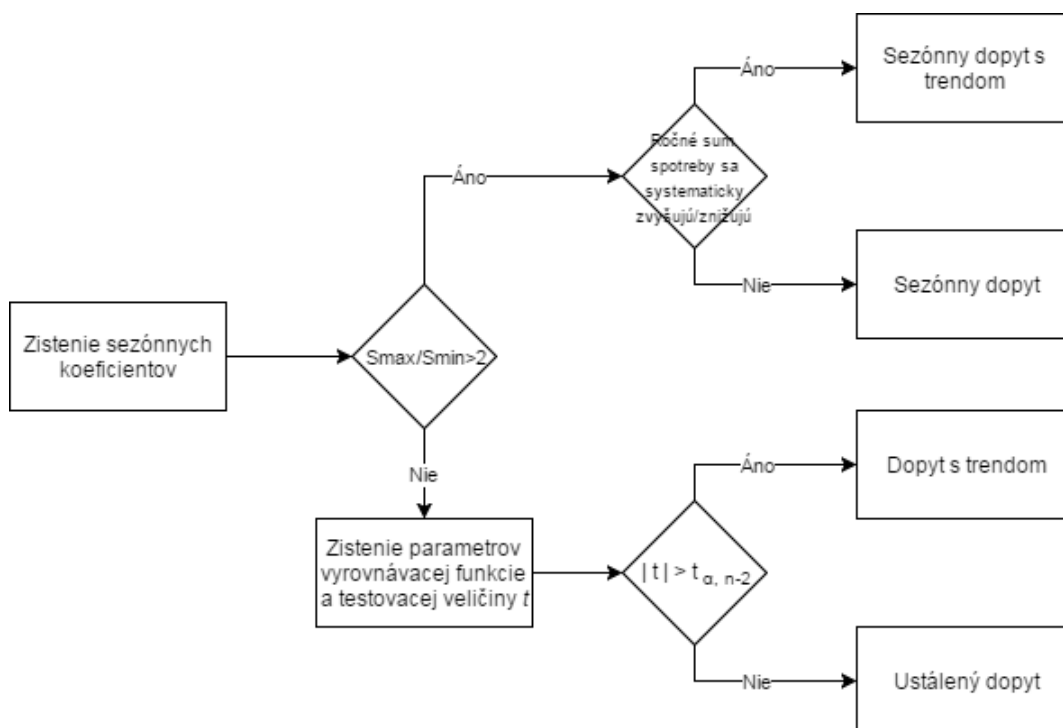 Sezónny dopyt s
trendom
Áno
Ročné sum
spotreby sa
systematicky
zvyšujú/znižujú
Áno
Nie
Sezónny dopyt
Zistenie sezónnych
koeficientov
Smax/Smin>2
Nie
Áno
Dopyt s trendom
Zistenie parametrov
vyrovnávacej funkcie
a testovacej veličiny t
| t | > t α, n-2
Nie
Ustálený dopyt